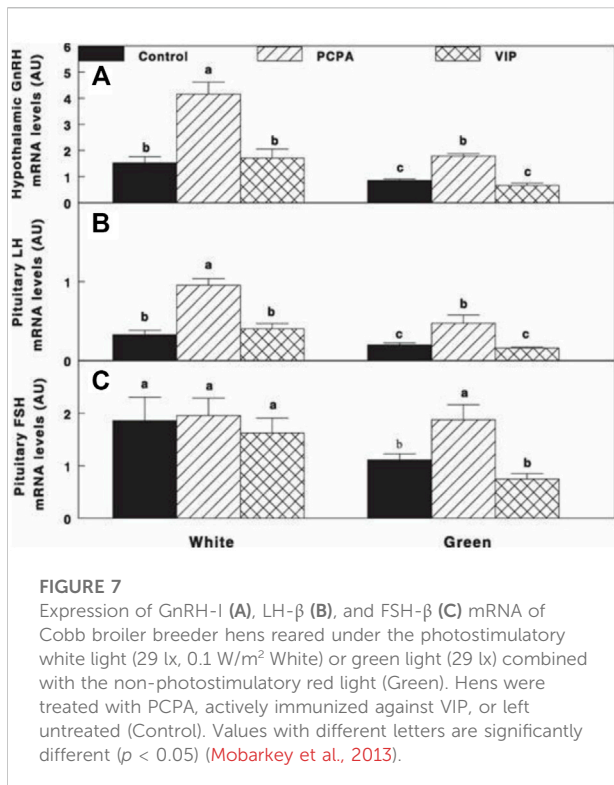 Control PCPA VIP
A
Hypothalamic GnRH
mRNA levels (AU)
6
5
4
3
2
1
0
b a b c b c
B
Pituitary LH
mRNA levels (AU)
1
0
b a b c b c
C
Pituitary FSH
mRNA levels (AU)
2
1
0
a a a b a b
White Green
FIGURE 7
Expression of GnRH-I (A), LH-β (B), and FSH-β (C) mRNA of
Cobb broiler breeder hens reared under the photostimulatory
white light (29 lx, 0.1 W/m² White) or green light (29 lx) combined
with the non-photostimulatory red light (Green). Hens were
treated with PCPA, actively immunized against VIP, or left
untreated (Control). Values with different letters are significantly
different (p < 0.05) (Mobarkey et al., 2013).